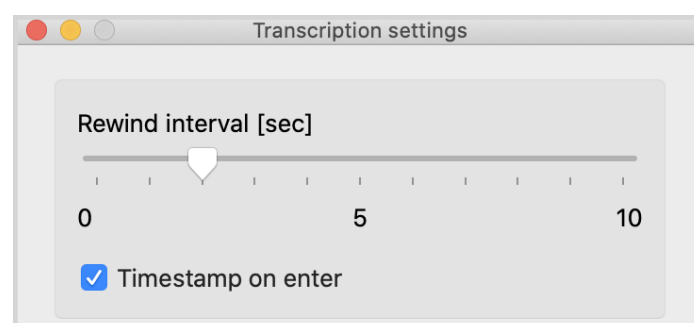 Transcription settings
Rewind interval [sec]
0 5 10
Timestamp on enter